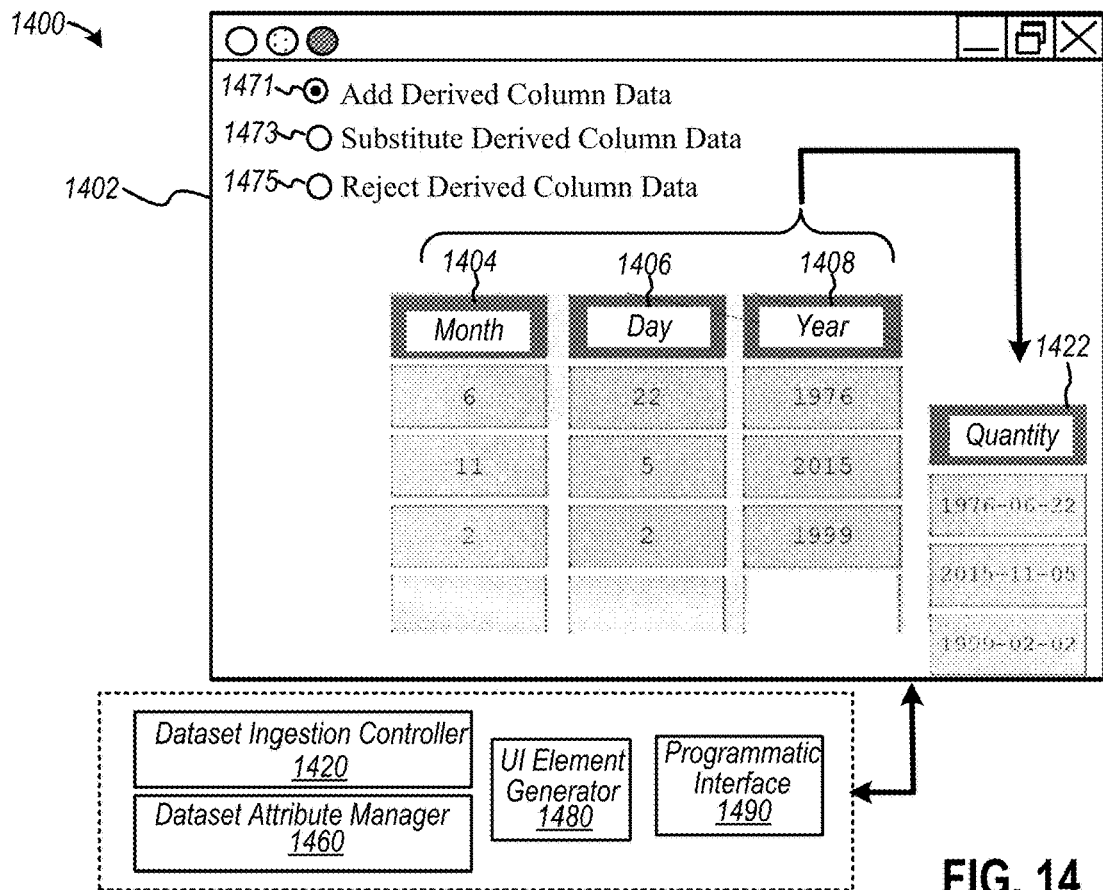 1400
1471 Add Derived Column Data
1473 Substitute Derived Column Data
1402
1475 Reject Derived Column Data
1404 1406 1408
Month Day Year
1422
6 22 1976
Quantity
11 5 2015
1976-06-22
2 2 1999
2015-11-05
1999-02-02
Dataset Ingestion Controller
1420
Dataset Attribute Manager
1460
UI Element
Generator
1480
Programmatic
Interface
1490
FIG. 14